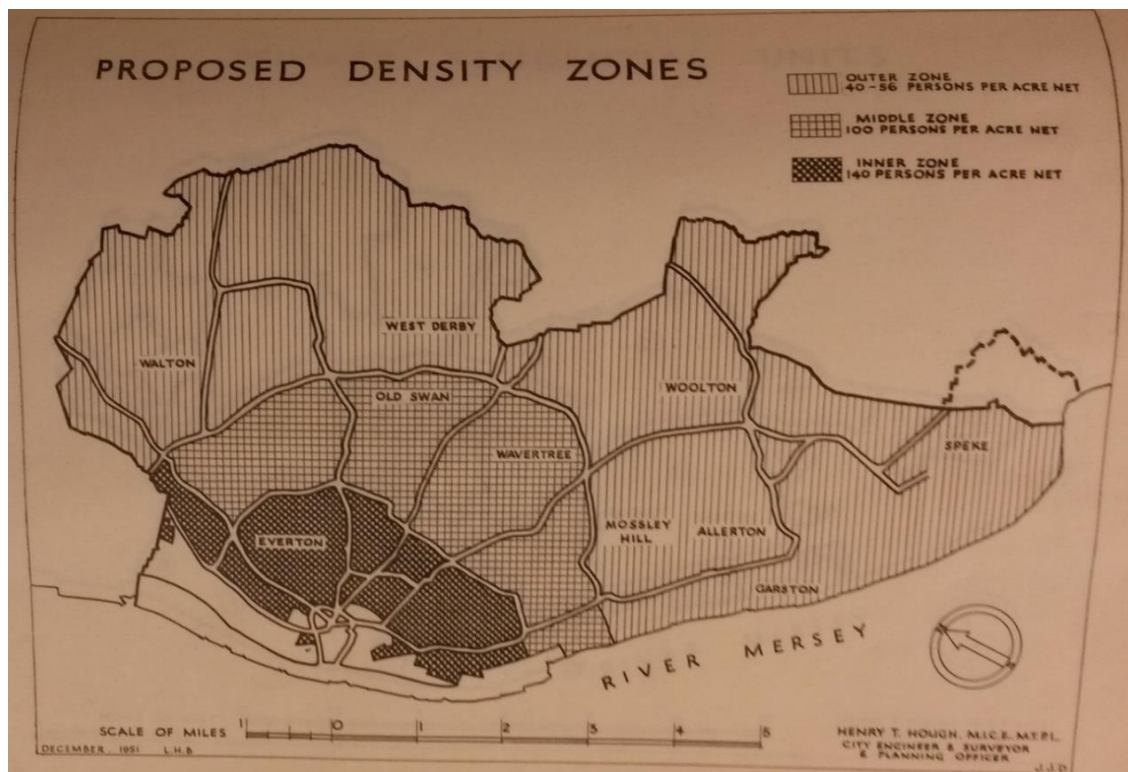 PROPOSED DENSITY ZONES
OUTER ZONE
40-56 PERSONS PER ACRE NET
MIDDLE ZONE
100 PERSONS PER ACRE NET
INNER ZONE
140 PERSONS PER ACRE NET
WEST DERBY
WALTON
OLD SWAN
WOOLTON
WAVERTREE
SPEKE
EVERTON
MOSSLEY
HILL
ALLERTON
GARSTON
RIVER MERSEY
SCALE OF MILES
1 0 1 2 3 4 5
DECEMBER, 1951 L.H.B
HENRY T. HOUGH, M.I.C.E. M.T.P.I.
CITY ENGINEER & SURVEYOR
& PLANNING OFFICER
J.J.D